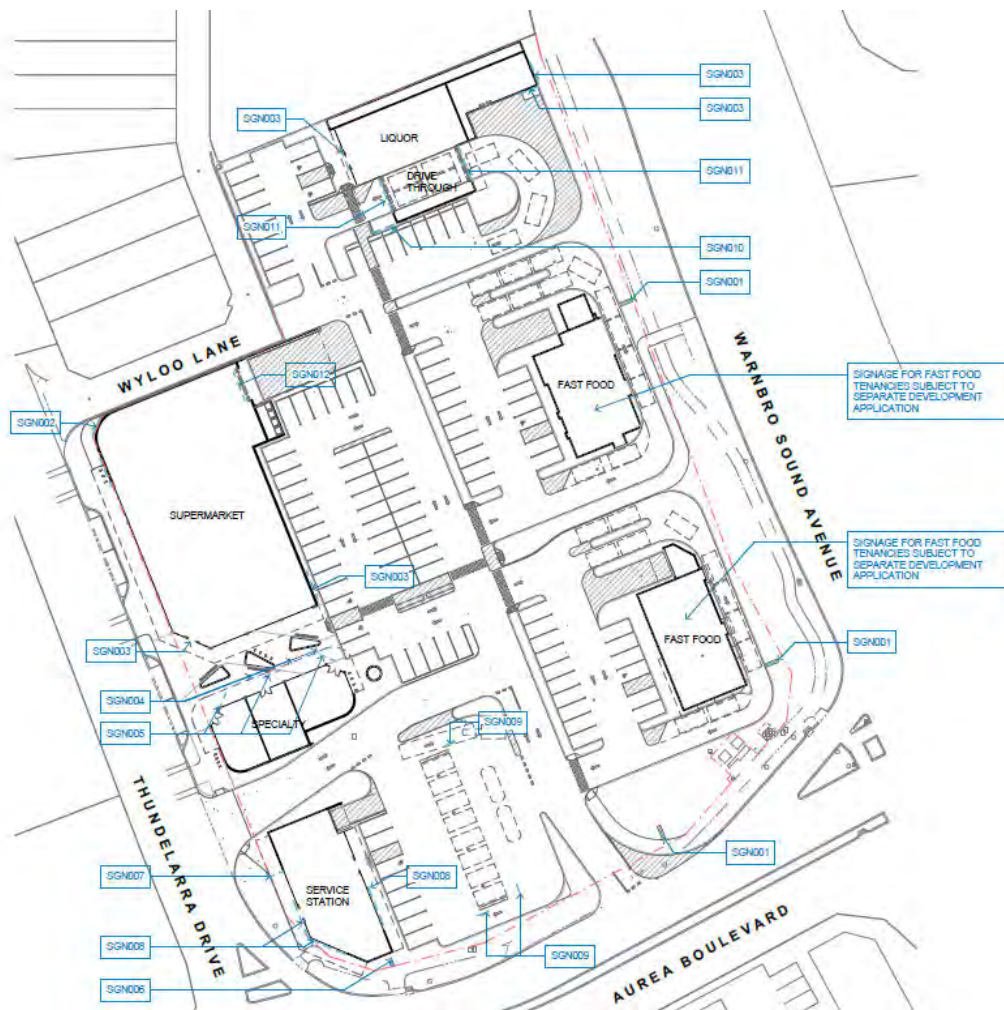 SGN003
SGN003
SGN003
LIQUOR
DRIVE
THROUGH
SGN011
SGN011
SGN010
SGN001
WYLOO LANE
SGN012
FAST FOOD
WARNBRO SOUND AVENUE
SIGNAGE FOR FAST FOOD
TENANCIES SUBJECT TO
SEPARATE DEVELOPMENT
APPLICATION
SGN002
SUPERMARKET
SGN003
SIGNAGE FOR FAST FOOD
TENANCIES SUBJECT TO
SEPARATE DEVELOPMENT
APPLICATION
FAST FOOD
SGN001
SGN003
SGN004
SGN005
SPECIALTY
SGN009
THUNDELARRA DRIVE
SGN001
SGN007
SERVICE
STATION
SGN008
SGN008
SGN009
SGN006
AUREA BOULEVARD